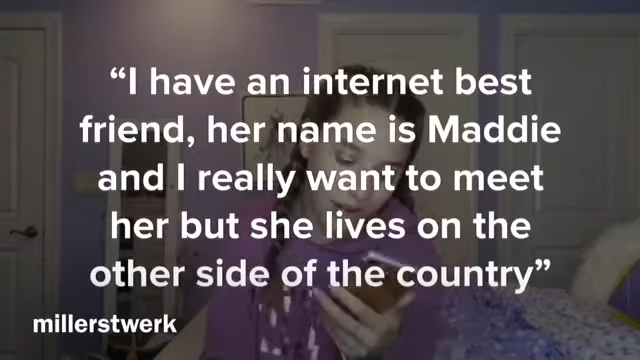 “I have an internet best
friend, her name is Maddie
and I really want to meet
her but she lives on the
other side of the country”
millerstwerk